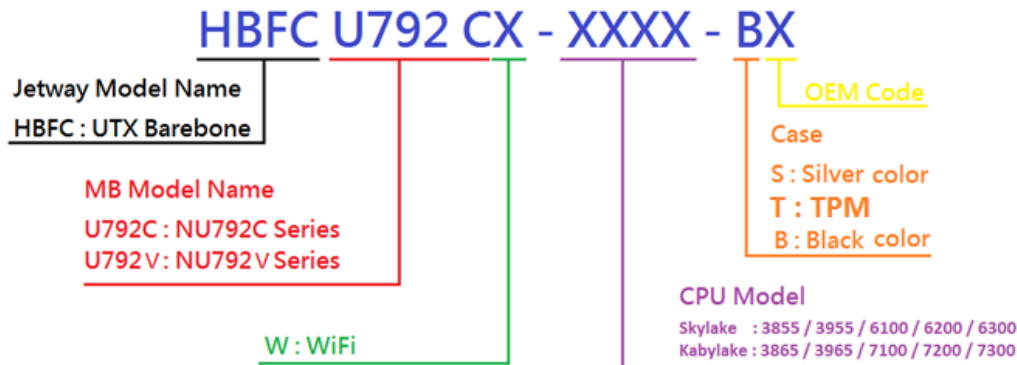 HBFC U792 CX - XXXX - BX
Jetway Model Name
HBFC : UTX Barebone
OEM Code
Case
S : Silver color
T : TPM
B : Black color
MB Model Name
U792C : NU792C Series
U792V : NU792V Series
CPU Model
Skylake : 3855 / 3955 / 6100 / 6200 / 6300
Kabylake : 3865 / 3965 / 7100 / 7200 / 7300
W : WiFi